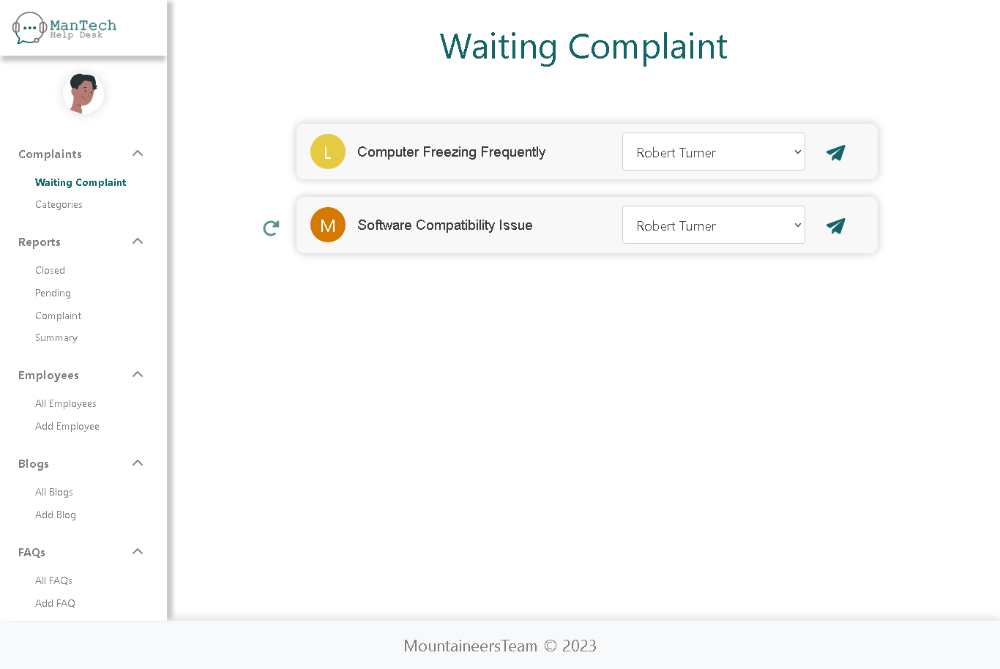 ManTech
Help Desk
Waiting Complaint
Complaints
Waiting Complaint
Categories
Reports
Closed
Pending
Complaint
Summary
Employees
All Employees
Add Employee
Blogs
All Blogs
Add Blog
FAQs
All FAQs
Add FAQ
L Computer Freezing Frequently Robert Turner
M Software Compatibility Issue Robert Turner
MountaineersTeam © 2023